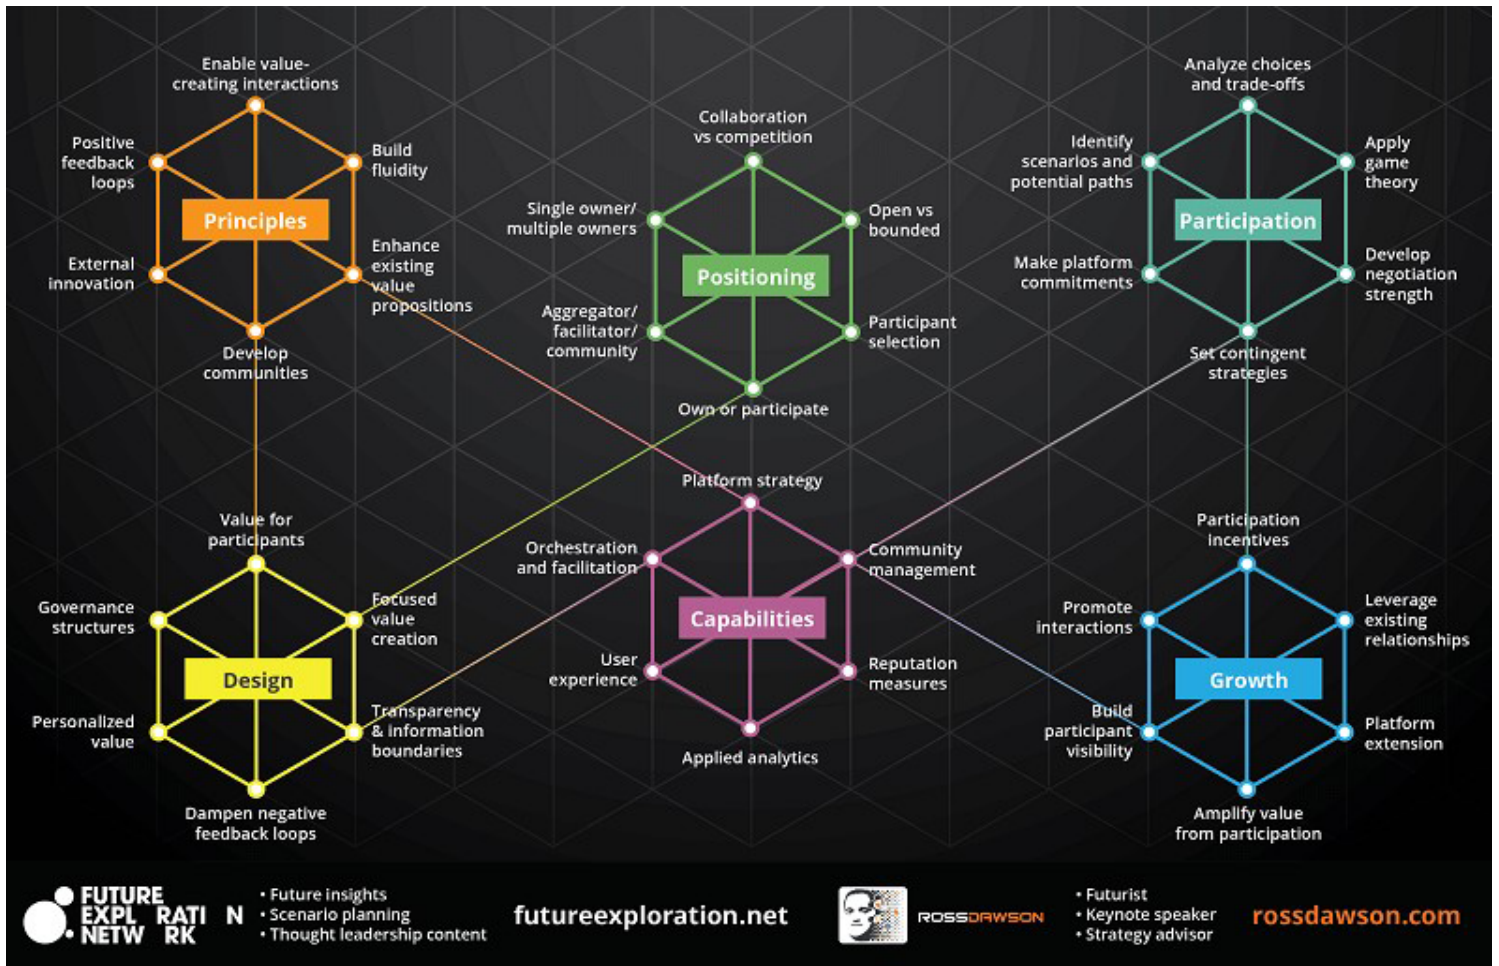 Enable value-
creating interactions
Positive
feedback
loops
Build
fluidity
Principles
External
innovation
Enhance
existing
value
propositions
Develop
communities
Collaboration
vs competition
Single owner/
multiple owners
Open vs
bounded
Positioning
Aggregator/
facilitator/
community
Participant
selection
Own or participate
Analyze choices
and trade-offs
Identify
scenarios and
potential paths
Apply
game
theory
Participation
Make platform
commitments
Develop
negotiation
strength
Set contingent
strategies
Value for
participants
Governance
structures
Focused
value
creation
Design
Personalized
value
Transparency
& information
boundaries
Dampen negative
feedback loops
Platform strategy
Orchestration
and facilitation
Community
management
Capabilities
User
experience
Reputation
measures
Applied analytics
Participation
incentives
Promote
interactions
Leverage
existing
relationships
Growth
Build
participant
visibility
Platform
extension
Amplify value
from participation
FUTURE
EXPL RATI N
NETW RK
• Future insights
• Scenario planning
• Thought leadership content
futureexploration.net
ROSSDAWSON
• Futurist
• Keynote speaker
• Strategy advisor
rossdawson.com